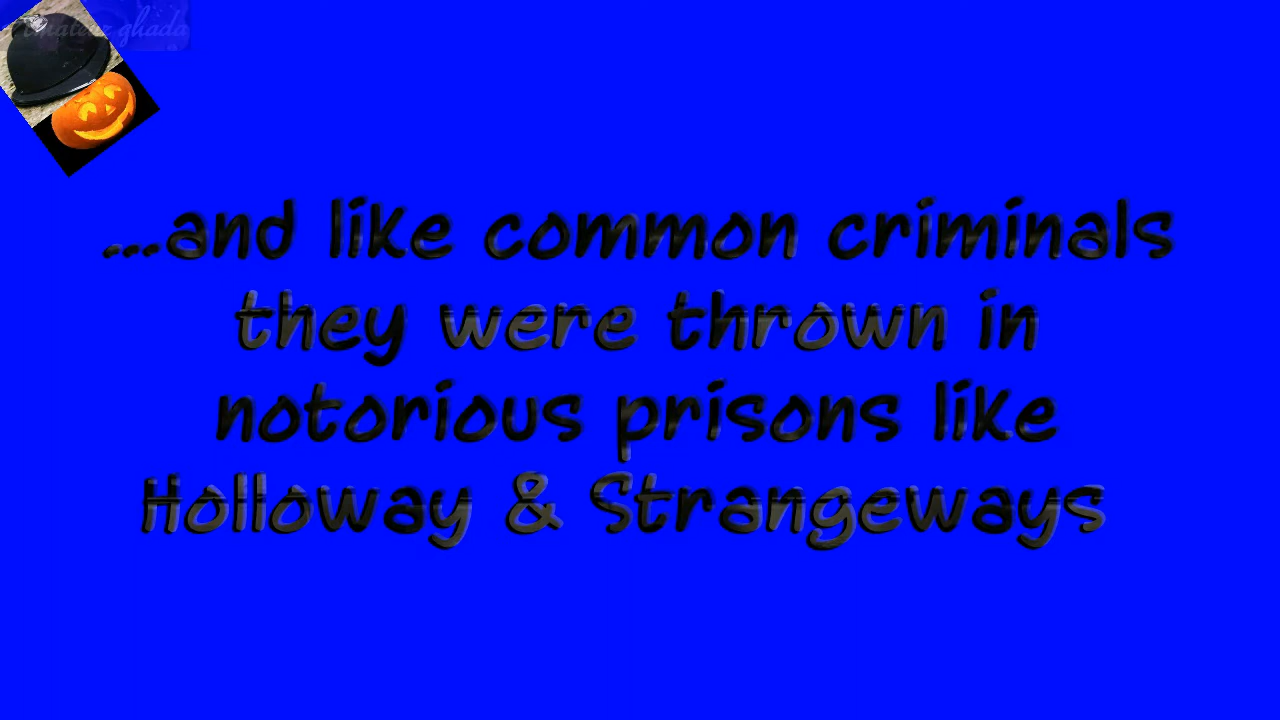 ...and like common criminals
they were thrown in
notorious prisons like
Holloway & Strangeways